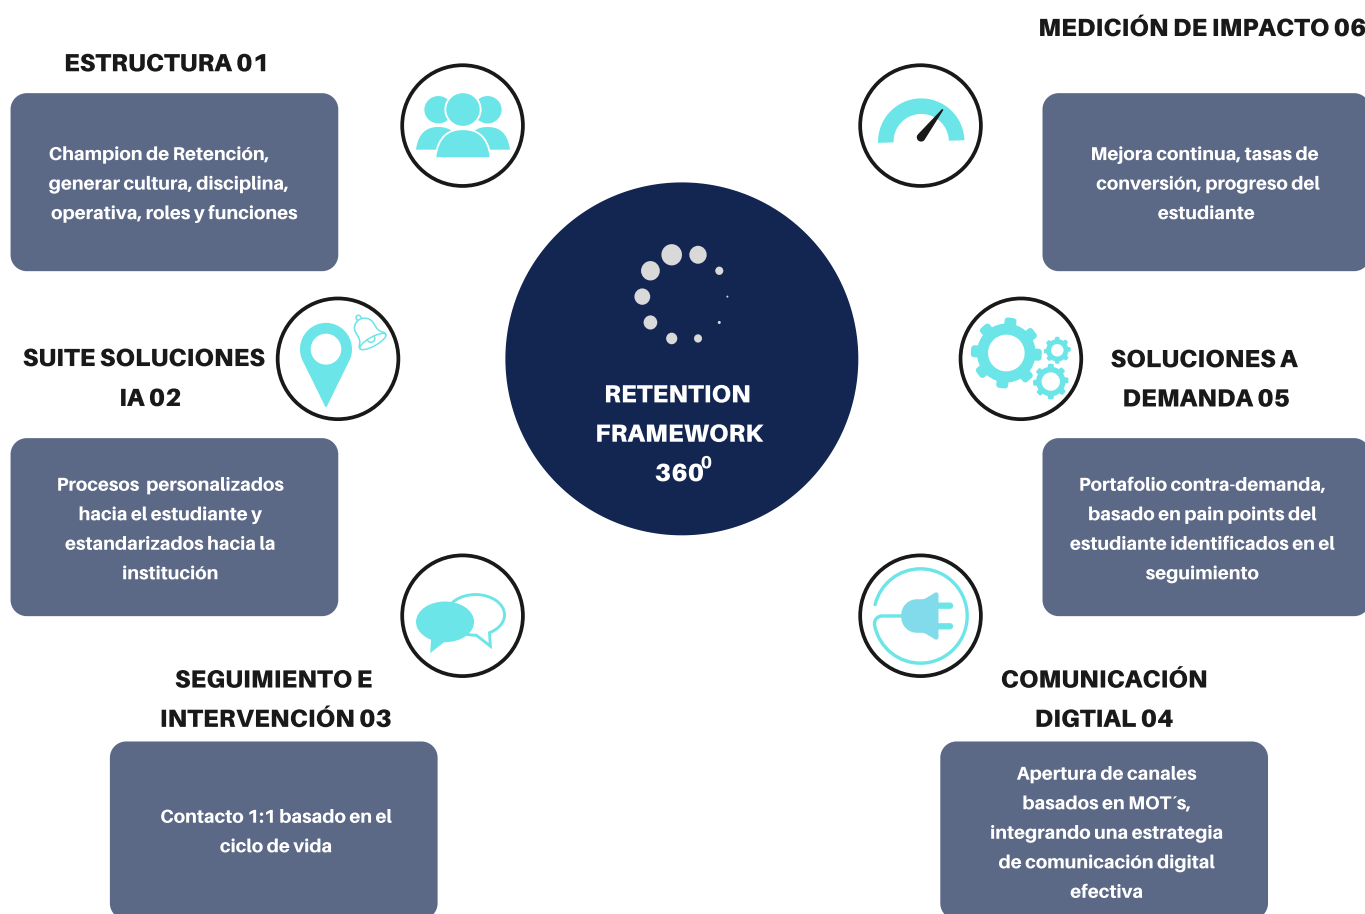 ESTRUCTURA 01
Champion de Retención,
generar cultura, disciplina,
operativa, roles y funciones
SUITE SOLUCIONES
IA 02
Procesos personalizados
hacia el estudiante y
estandarizados hacia la
institución
SEGUIMIENTO E
INTERVENCIÓN 03
Contacto 1:1 basado en el
ciclo de vida
RETENTION
FRAMEWORK
360⁰
MEDICIÓN DE IMPACTO 06
Mejora continua, tasas de
conversión, progreso del
estudiante
SOLUCIONES A
DEMANDA 05
Portafolio contra-demanda,
basado en pain points del
estudiante identificados en el
seguimiento
COMUNICACIÓN
DIGTIAL 04
Apertura de canales
basados en MOT´s,
integrando una estrategia
de comunicación digital
efectiva